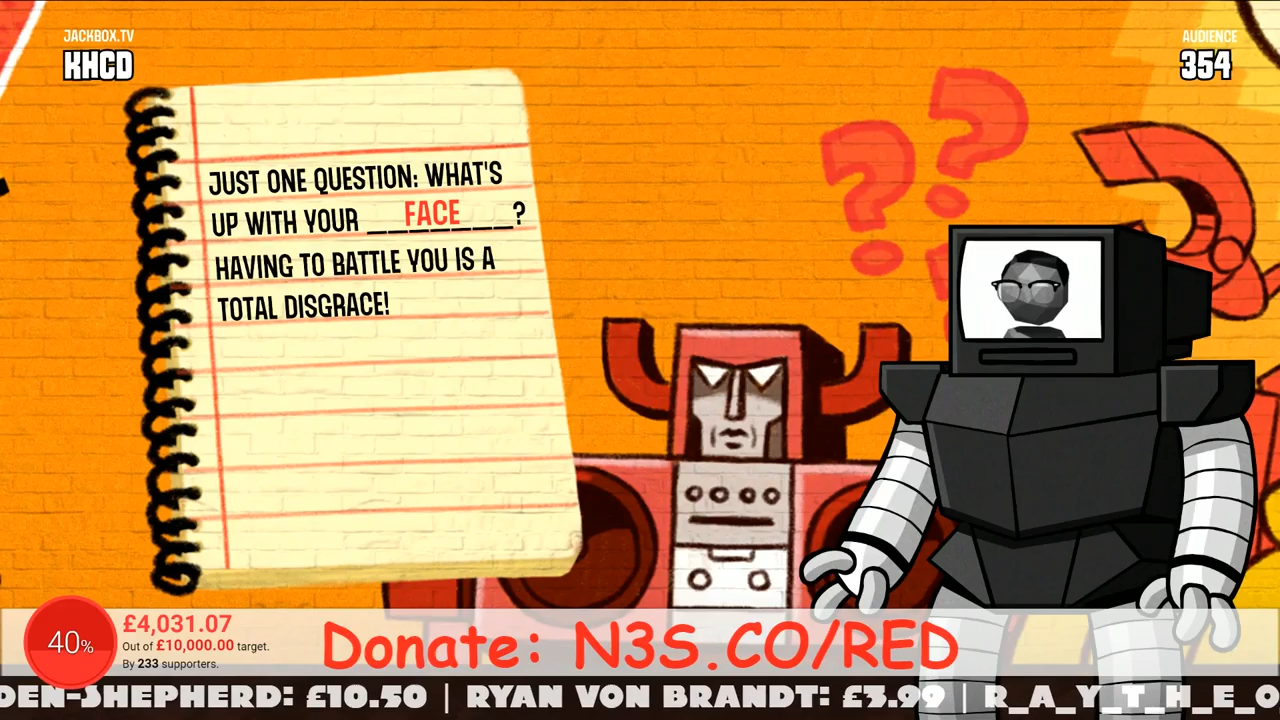 JACKBOX.TV
KHCD
AUDIENCE
354
JUST ONE QUESTION: WHAT'S
UP WITH YOUR FACE?
HAVING TO BATTLE YOU IS A
TOTAL DISGRACE!
40%
£4,031.07
Out of £10,000.00 target.
By 233 supporters.
Donate: N3S.CO/RED
DEN-SHEPHERD: £10.50 | RYAN VON BRANDT: £3.99 | R_A_Y_T_H_E_O